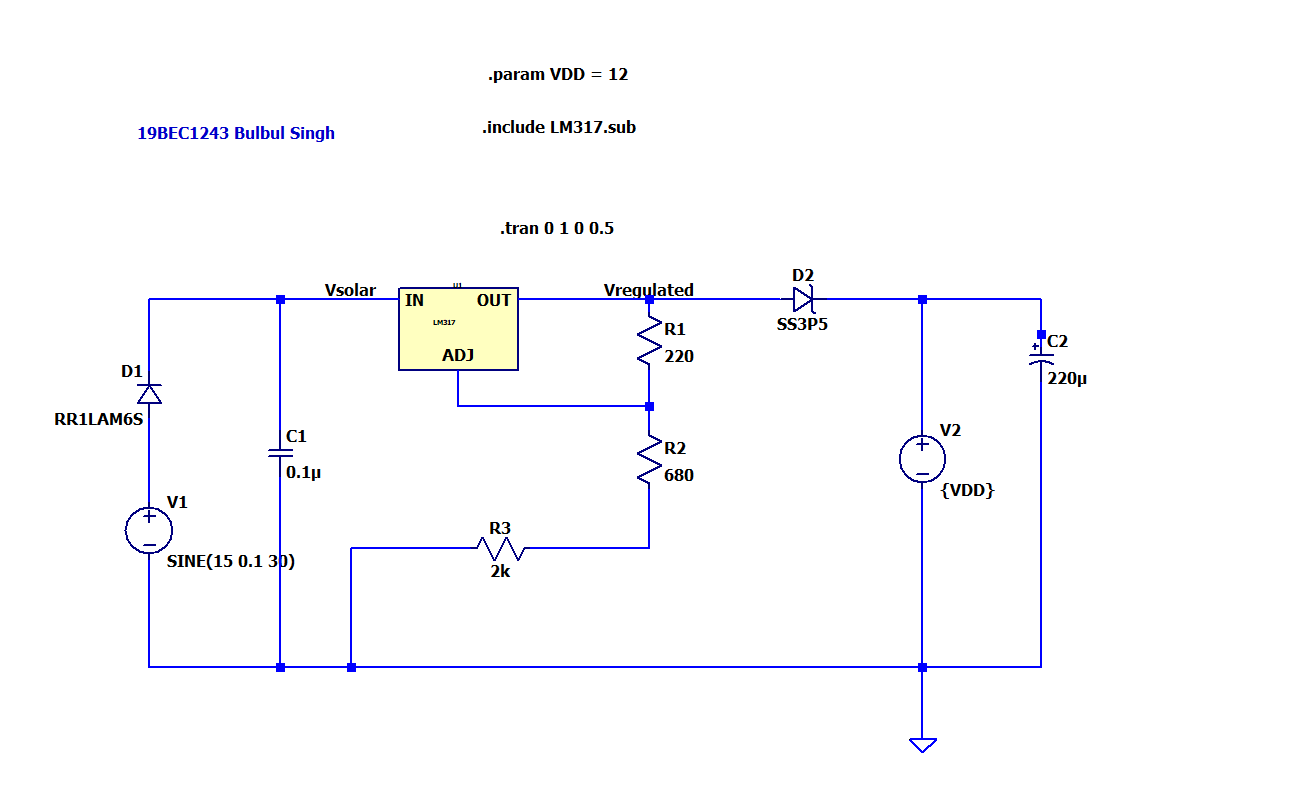 .param VDD = 12
.include LM317.sub
19BEC1243 Bulbul Singh
.tran 0 1 0 0.5
Vsolar
U1
IN
OUT
LM317
ADJ
Vregulated
D2
SS3P5
R1
220
C2
220µ
D1
RR1LAM6S
C1
0.1µ
R2
680
V2
{VDD}
V1
SINE(15 0.1 30)
R3
2k